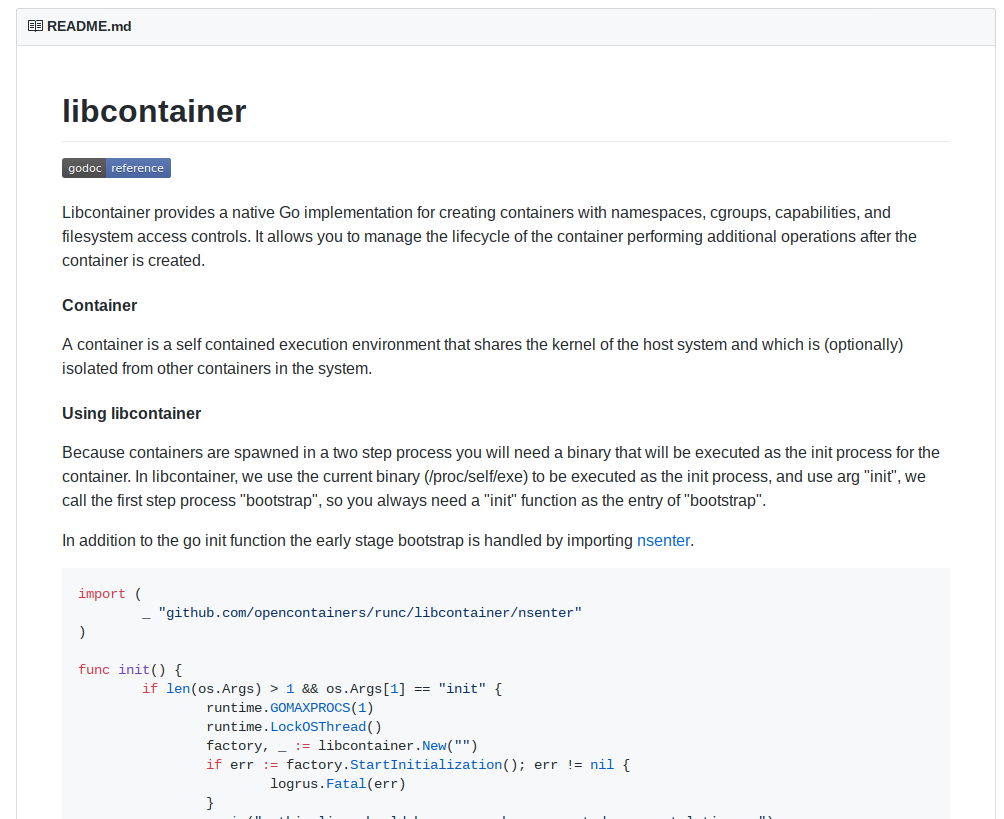 README.md
libcontainer
godoc reference
Libcontainer provides a native Go implementation for creating containers with namespaces, cgroups, capabilities, and
filesystem access controls. It allows you to manage the lifecycle of the container performing additional operations after the
container is created.
Container
A container is a self contained execution environment that shares the kernel of the host system and which is (optionally)
isolated from other containers in the system.
Using libcontainer
Because containers are spawned in a two step process you will need a binary that will be executed as the init process for the
container. In libcontainer, we use the current binary (/proc/self/exe) to be executed as the init process, and use arg "init", we
call the first step process "bootstrap", so you always need a "init" function as the entry of "bootstrap".
In addition to the go init function the early stage bootstrap is handled by importing nsenter.
import (
        _ "github.com/opencontainers/runc/libcontainer/nsenter"
)
func init() {
        if len(os.Args) > 1 && os.Args[1] == "init" {
                runtime.GOMAXPROCS(1)
                runtime.LockOSThread()
                factory, _ := libcontainer.New("")
                if err := factory.StartInitialization(); err != nil {
                        logrus.Fatal(err)
                }